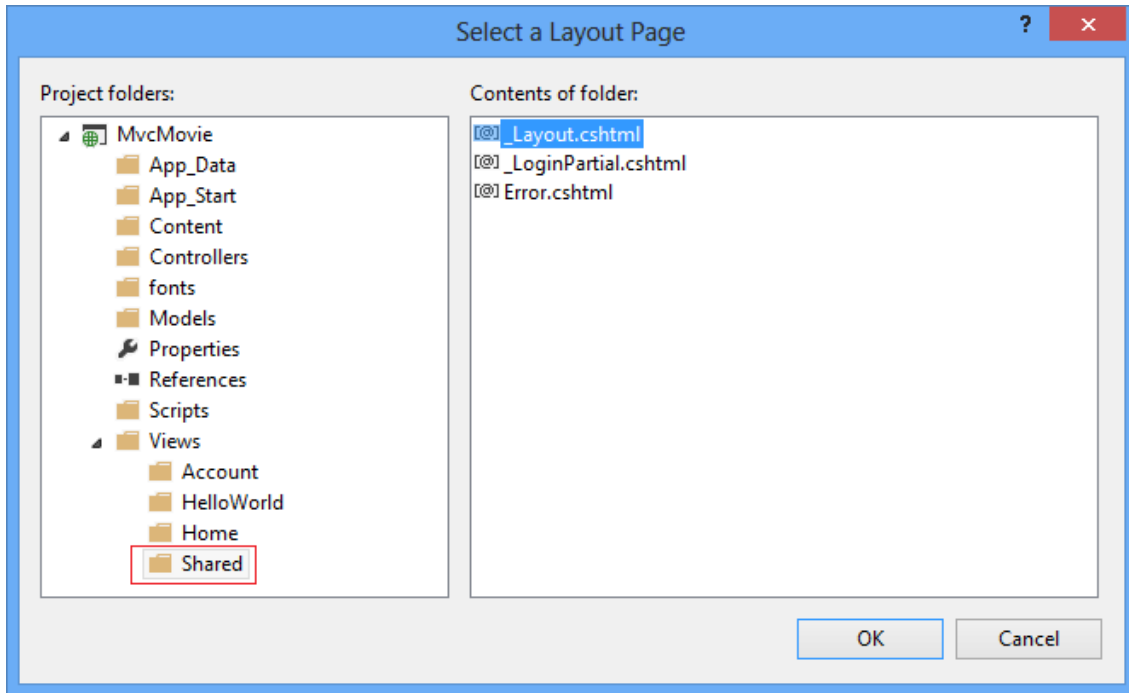 Select a Layout Page
?
Project folders:
MvcMovie
App_Data
App_Start
Content
Controllers
fonts
Models
Properties
References
Scripts
Views
Account
HelloWorld
Home
Shared
Contents of folder:
[@] _Layout.cshtml
[@] _LoginPartial.cshtml
[@] Error.cshtml
OK
Cancel